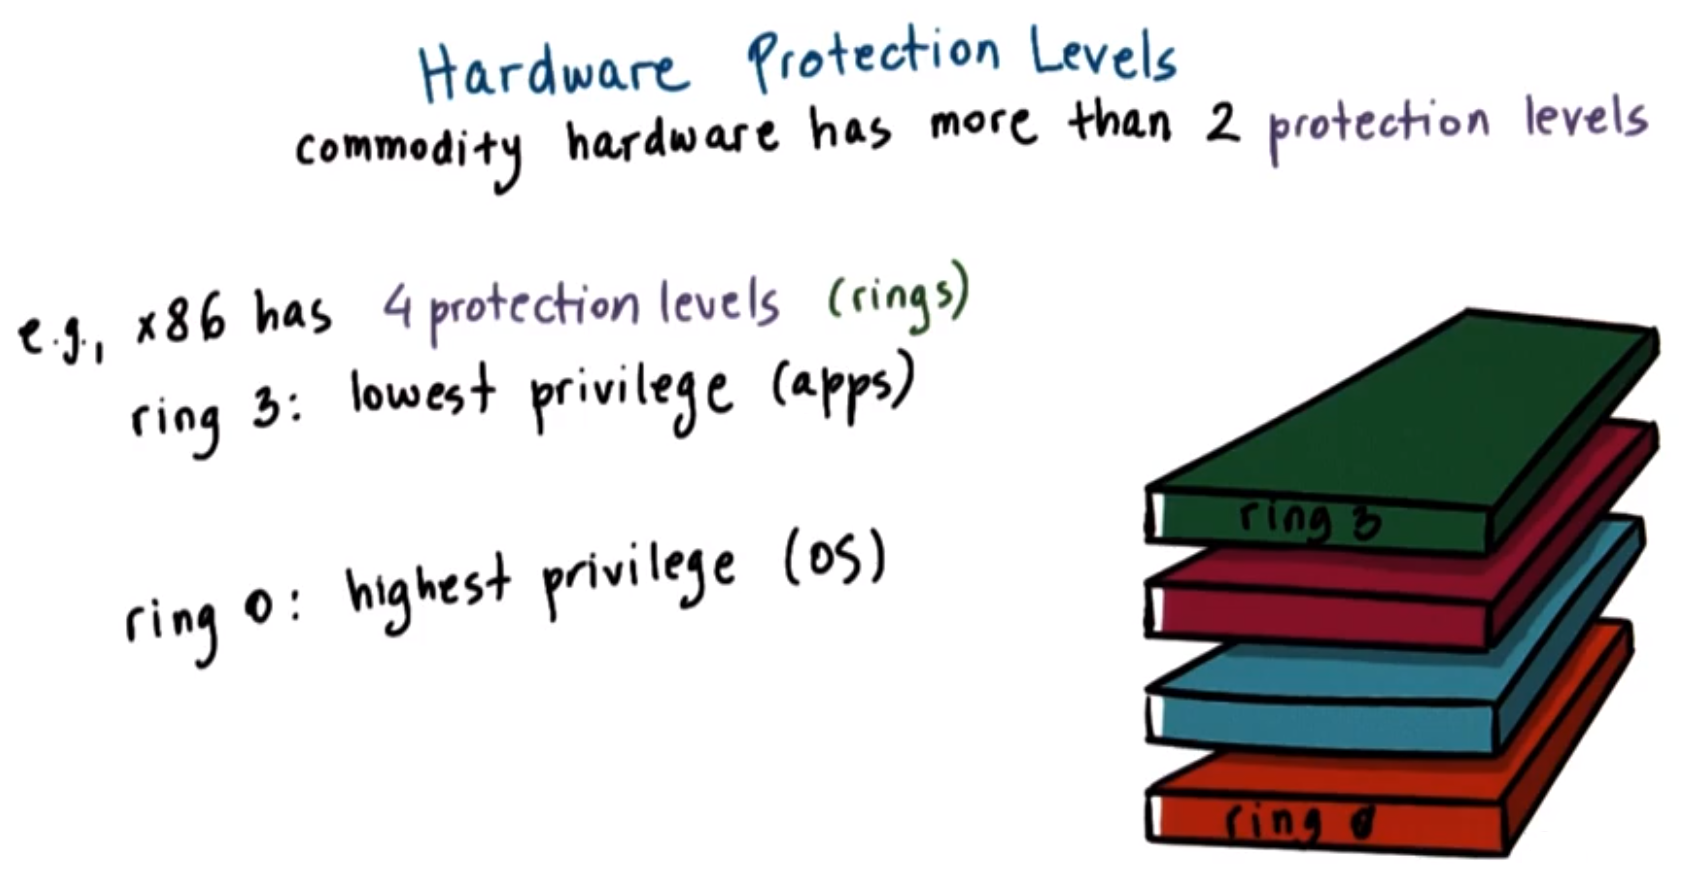 Hardware Protection Levels
commodity hardware has more than 2 protection levels
e.g., x86 has 4 protection levels (rings)
ring 3: lowest privilege (apps)
ring 0: highest privilege (OS)
ring 3
ring 0